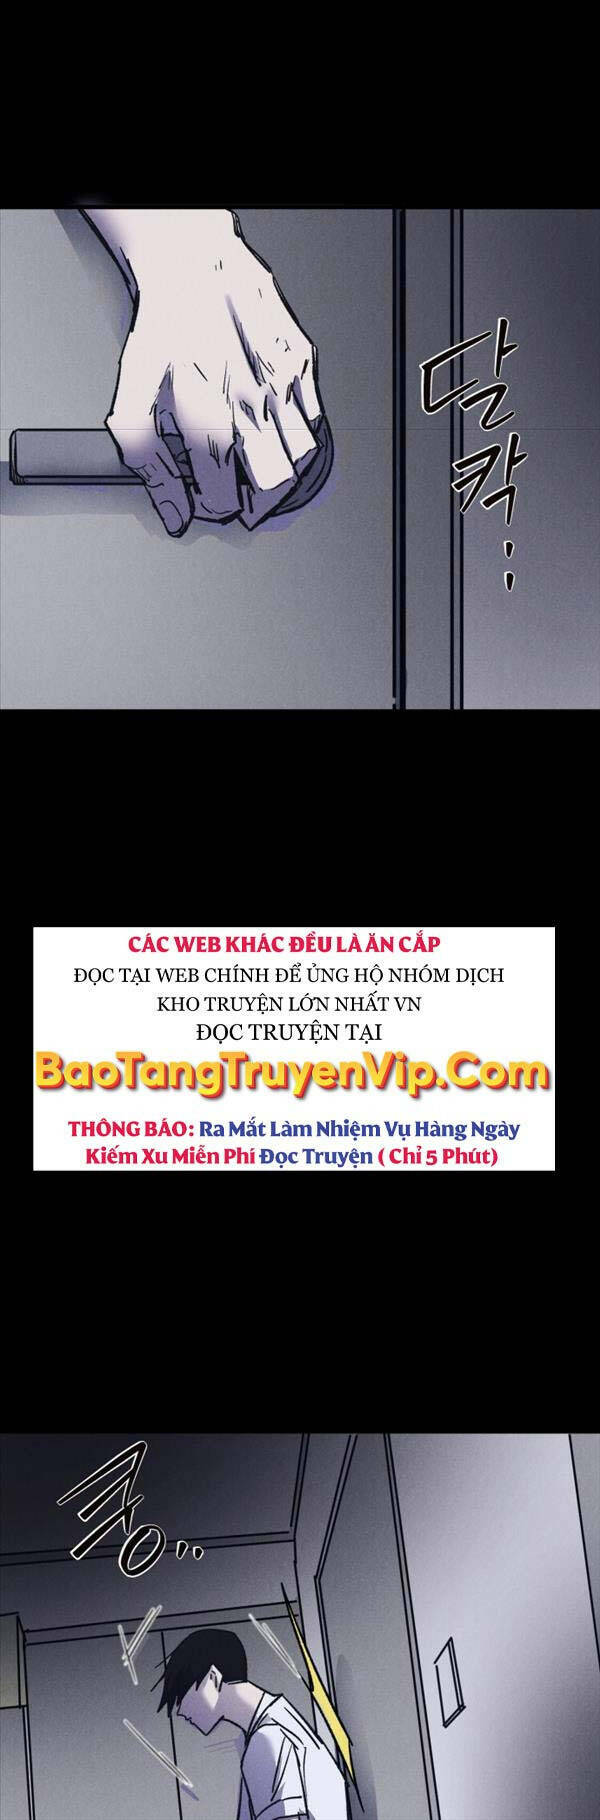 달칵..
CÁC WEB KHÁC ĐỀU LÀ ĂN CẮP
ĐỌC TẠI WEB CHÍNH ĐỂ ỦNG HỘ NHÓM DỊCH
KHO TRUYỆN LỚN NHẤT VN
ĐỌC TRUYỆN TẠI
BaoTangTruyenVip.Com
THÔNG BÁO: Ra Mắt Làm Nhiệm Vụ Hàng Ngày
Kiếm Xu Miễn Phí Đọc Truyện ( Chỉ 5 Phút)
쿵..